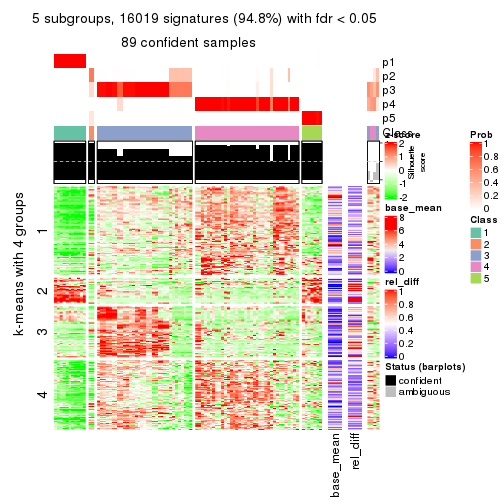 5 subgroups, 16019 signatures (94.8%) with fdr < 0.05
89 confident samples
p1
p2
p3
p4
p5
Class
Silhouette score
k-means with 4 groups
1
2
3
4
base_mean
rel_diff
z-score
2
1
0
-1
-2
base_mean
8
6
4
2
0
rel_diff
1
0.8
0.6
0.4
0.2
0
Status (barplots)
confident
ambiguous
Prob
1
0.8
0.6
0.4
0.2
0
Class
1
2
3
4
5